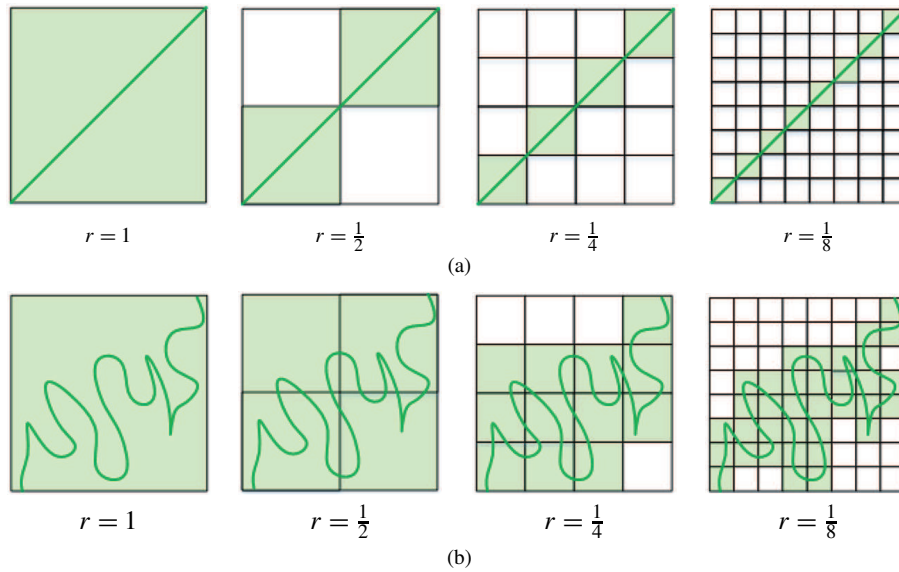 r = 1 r = 1/2 r = 1/4 r = 1/8
(a)
r = 1 r = 1/2 r = 1/4 r = 1/8
(b)